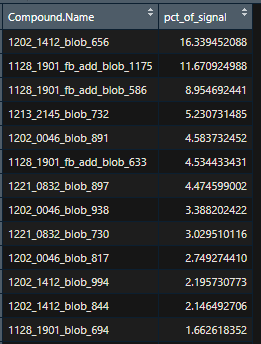 Compound.Name pct_of_signal
1202_1412_blob_656 16.339452088
1128_1901_fb_add_blob_1175 11.670924988
1128_1901_fb_add_blob_586 8.954692441
1213_2145_blob_732 5.230731485
1202_0046_blob_891 4.583732452
1128_1901_fb_add_blob_633 4.534433431
1221_0832_blob_897 4.474599002
1202_0046_blob_938 3.388202422
1221_0832_blob_730 3.029510116
1202_0046_blob_817 2.749274410
1202_1412_blob_994 2.195730773
1202_1412_blob_844 2.146492706
1128_1901_blob_694 1.662618352